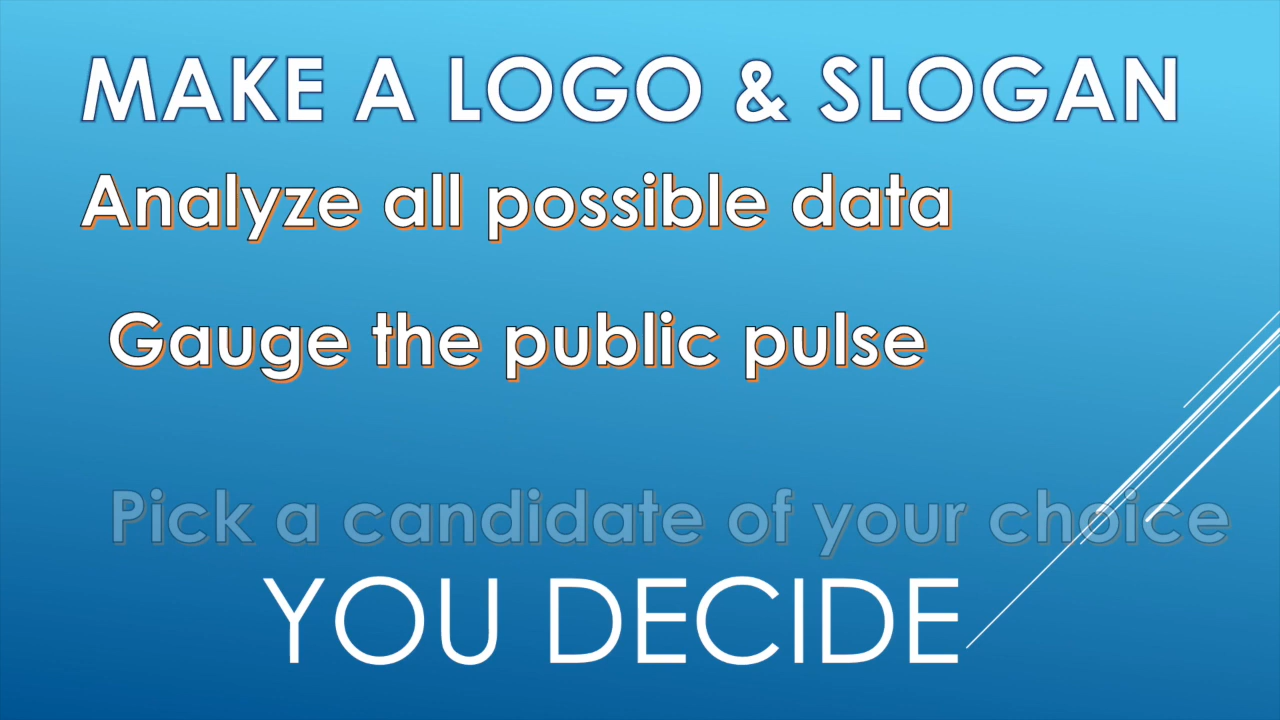 MAKE A LOGO & SLOGAN
Analyze all possible data
Gauge the public pulse
Pick a candidate of your choice
YOU DECIDE